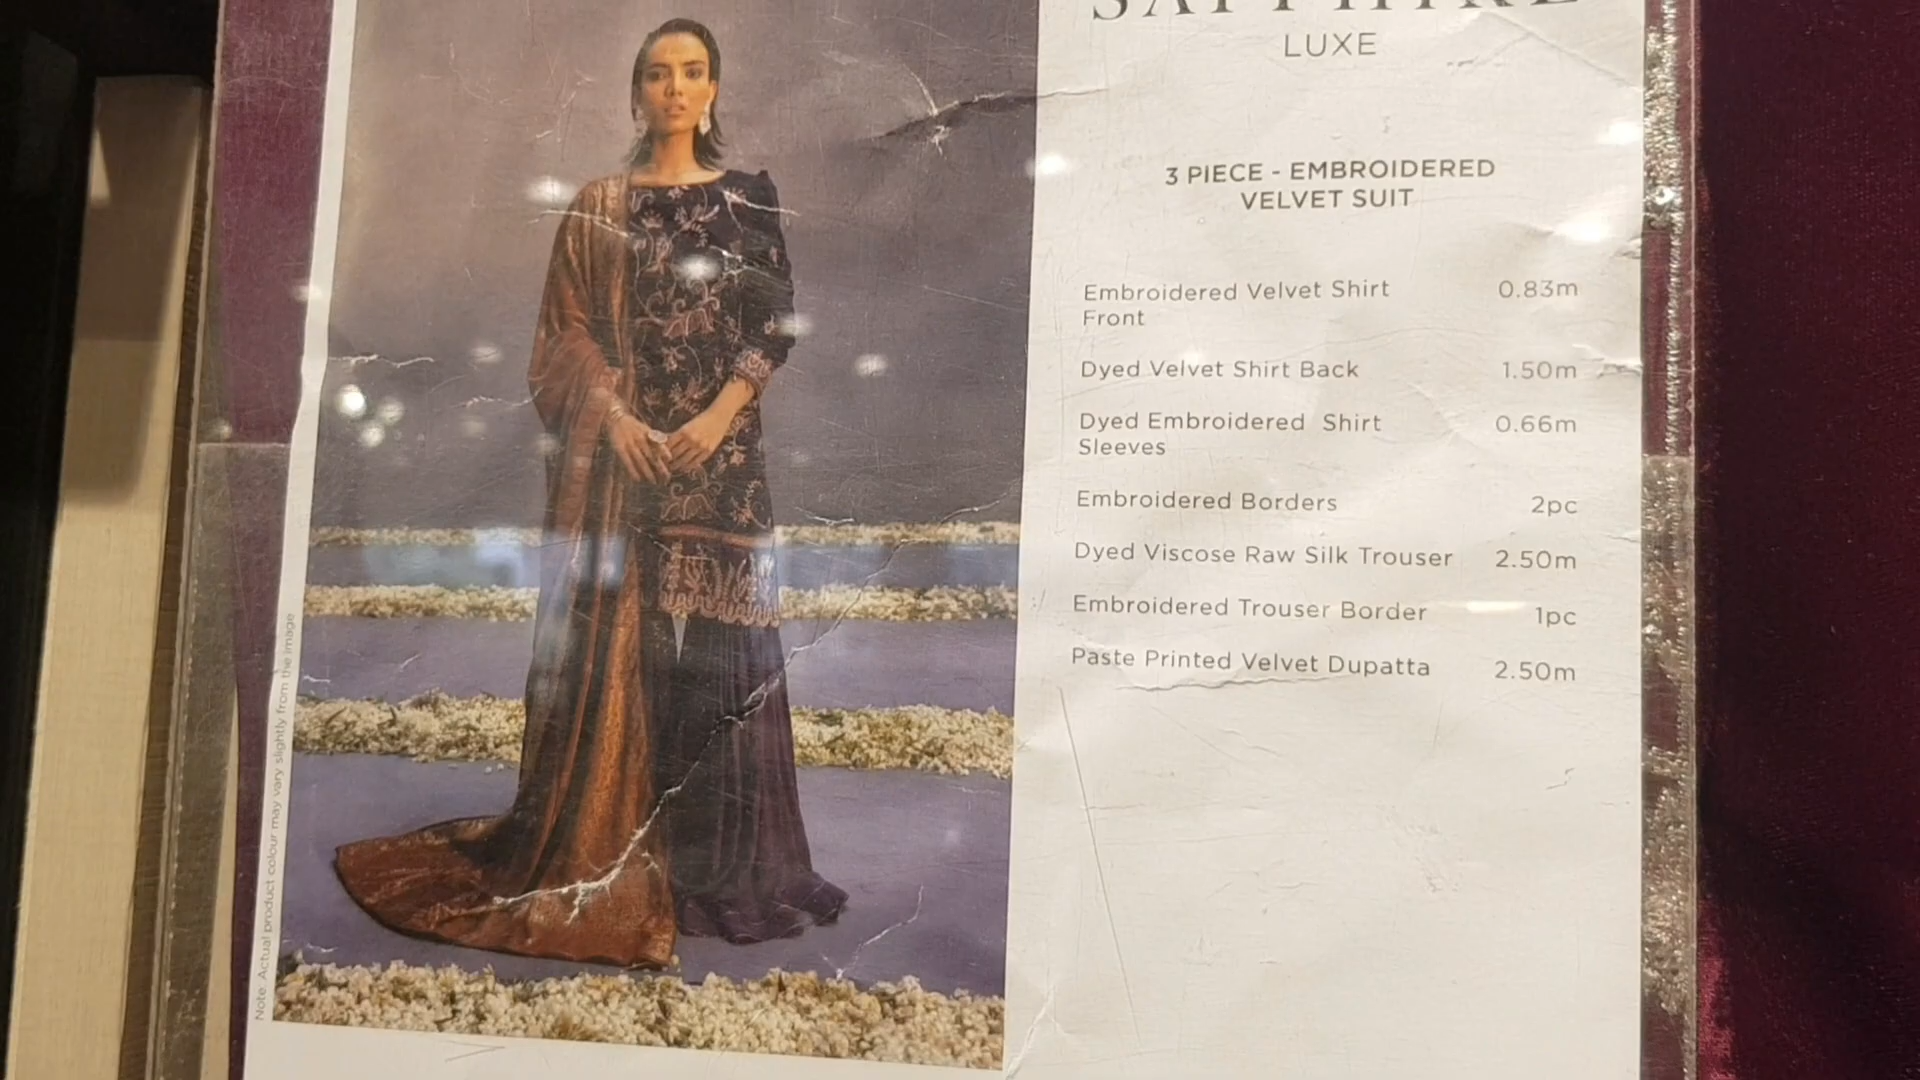 SAPPHIRE
LUXE
3 PIECE - EMBROIDERED
VELVET SUIT
Embroidered Velvet Shirt 0.83m
Front
Dyed Velvet Shirt Back 1.50m
Dyed Embroidered Shirt 0.66m
Sleeves
Embroidered Borders 2pc
Dyed Viscose Raw Silk Trouser 2.50m
Embroidered Trouser Border 1pc
Paste Printed Velvet Dupatta 2.50m
Note: Actual product colour may vary slightly from the image